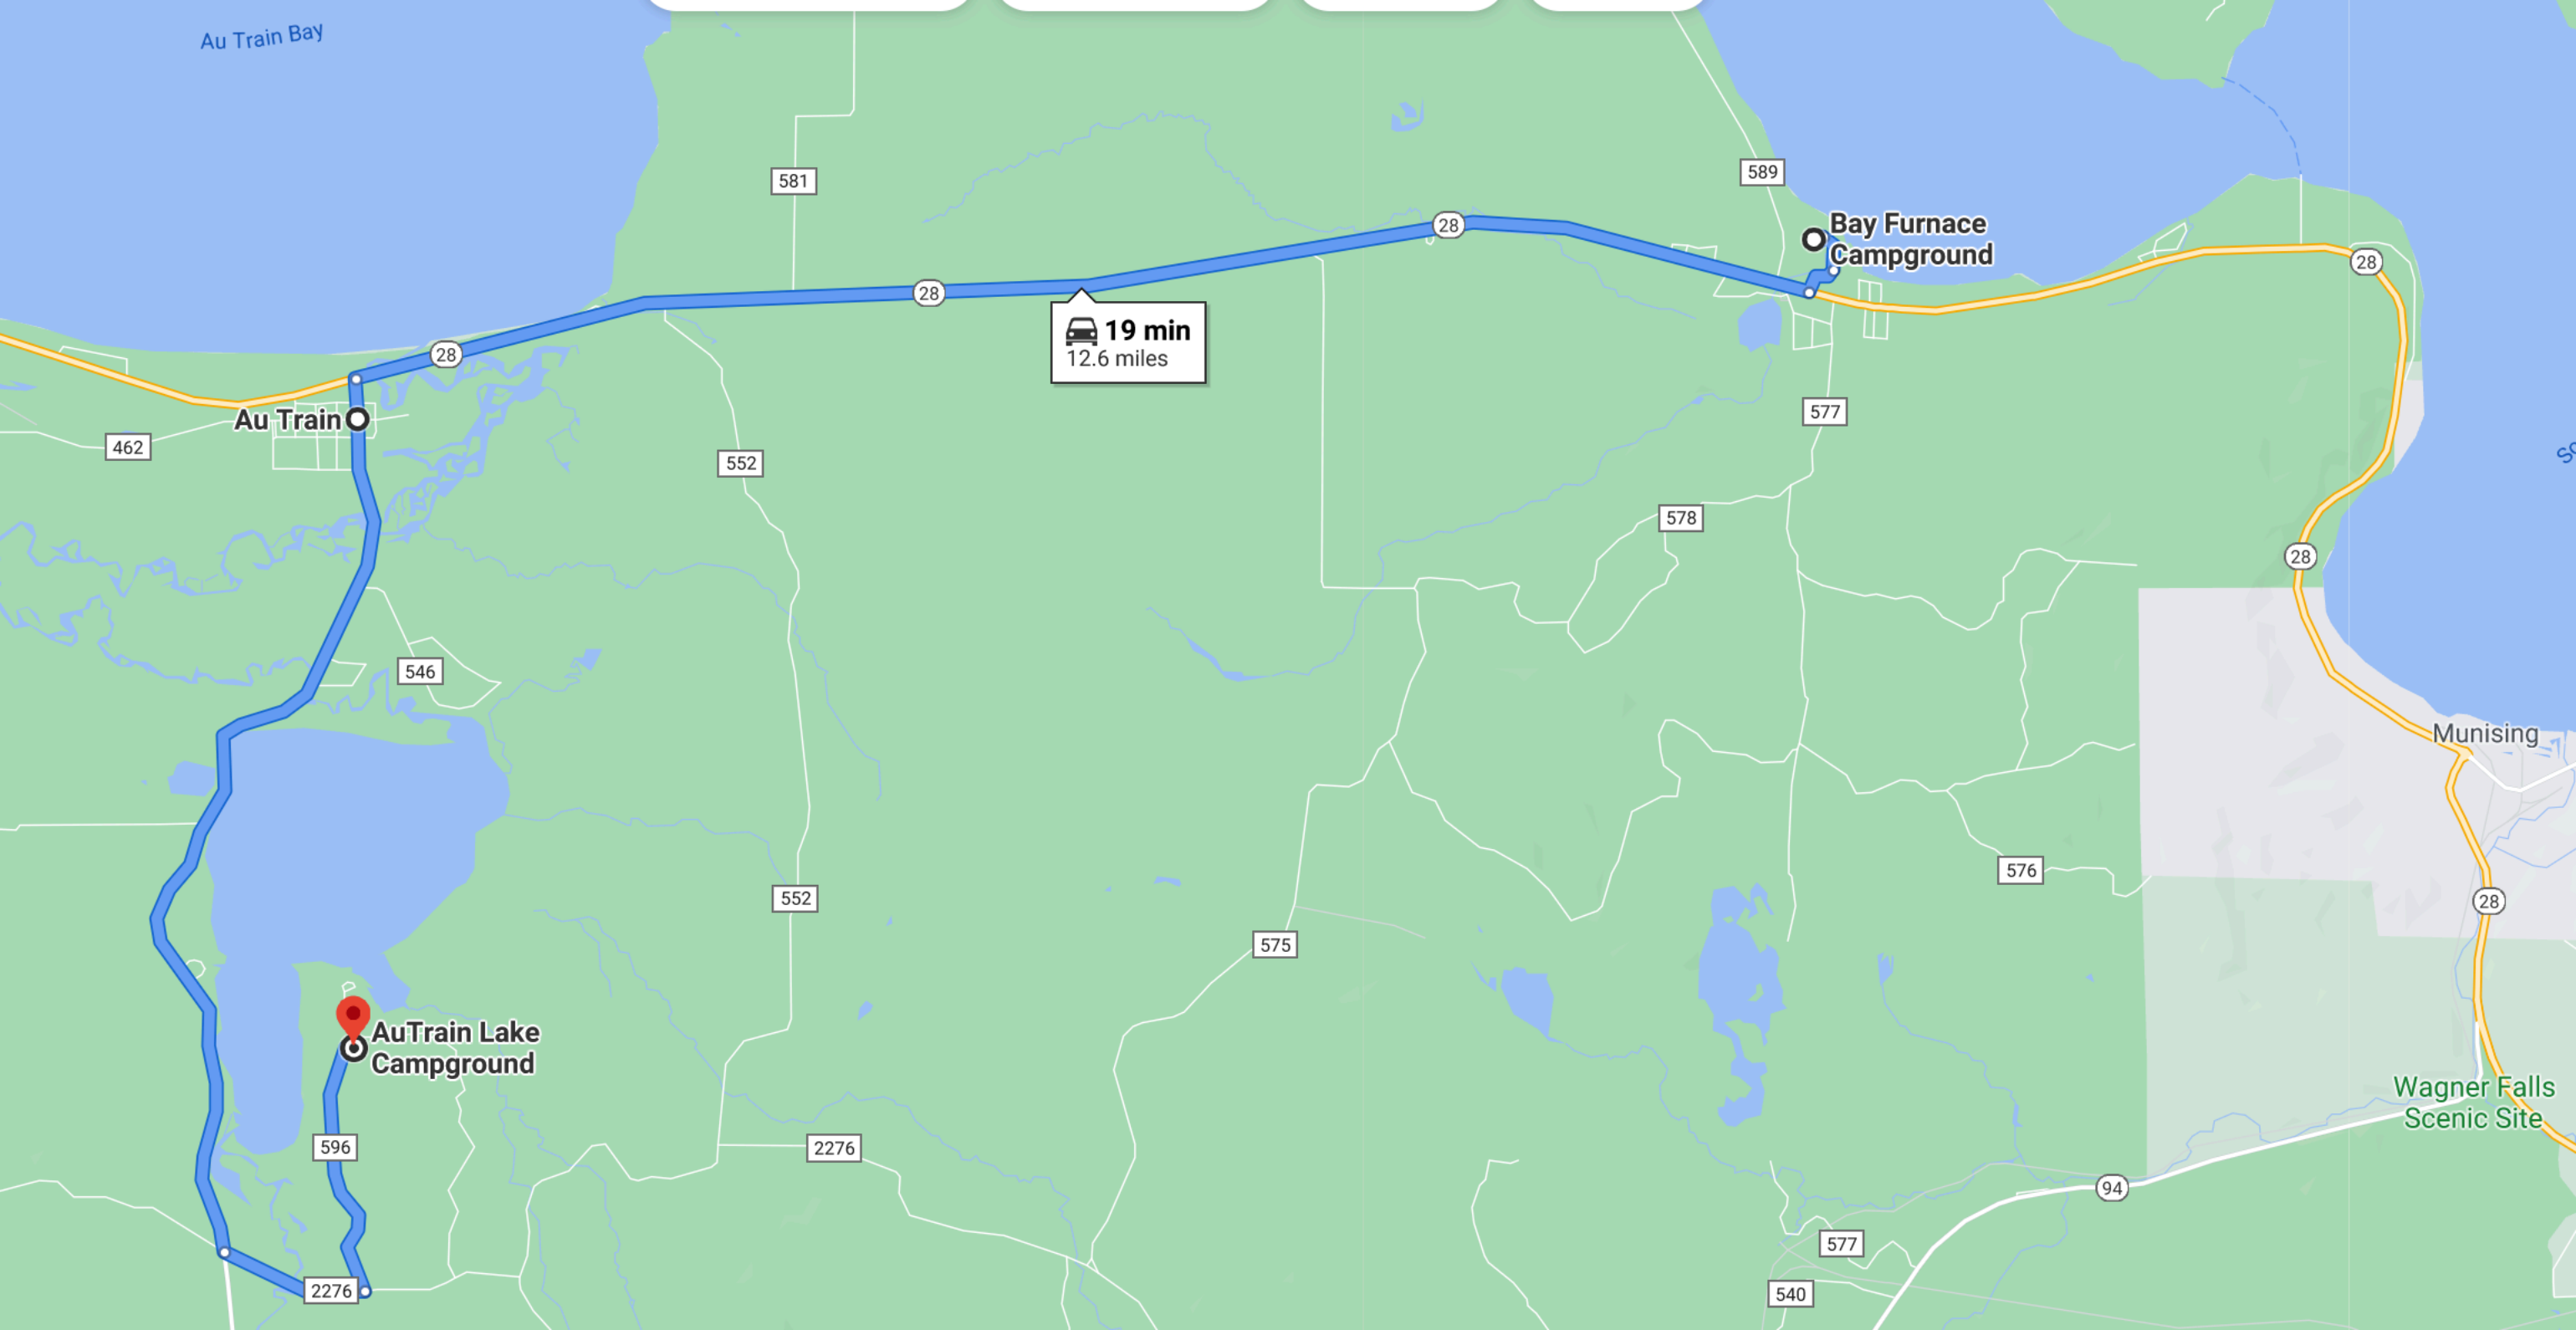 Au Train Bay
581
589
Bay Furnace
Campground
28
28
28
28
19 min
12.6 miles
28
Au Train
462
577
552
578
28
546
Munising
576
552
28
575
AuTrain Lake
Campground
Wagner Falls
Scenic Site
596
2276
94
577
2276
540